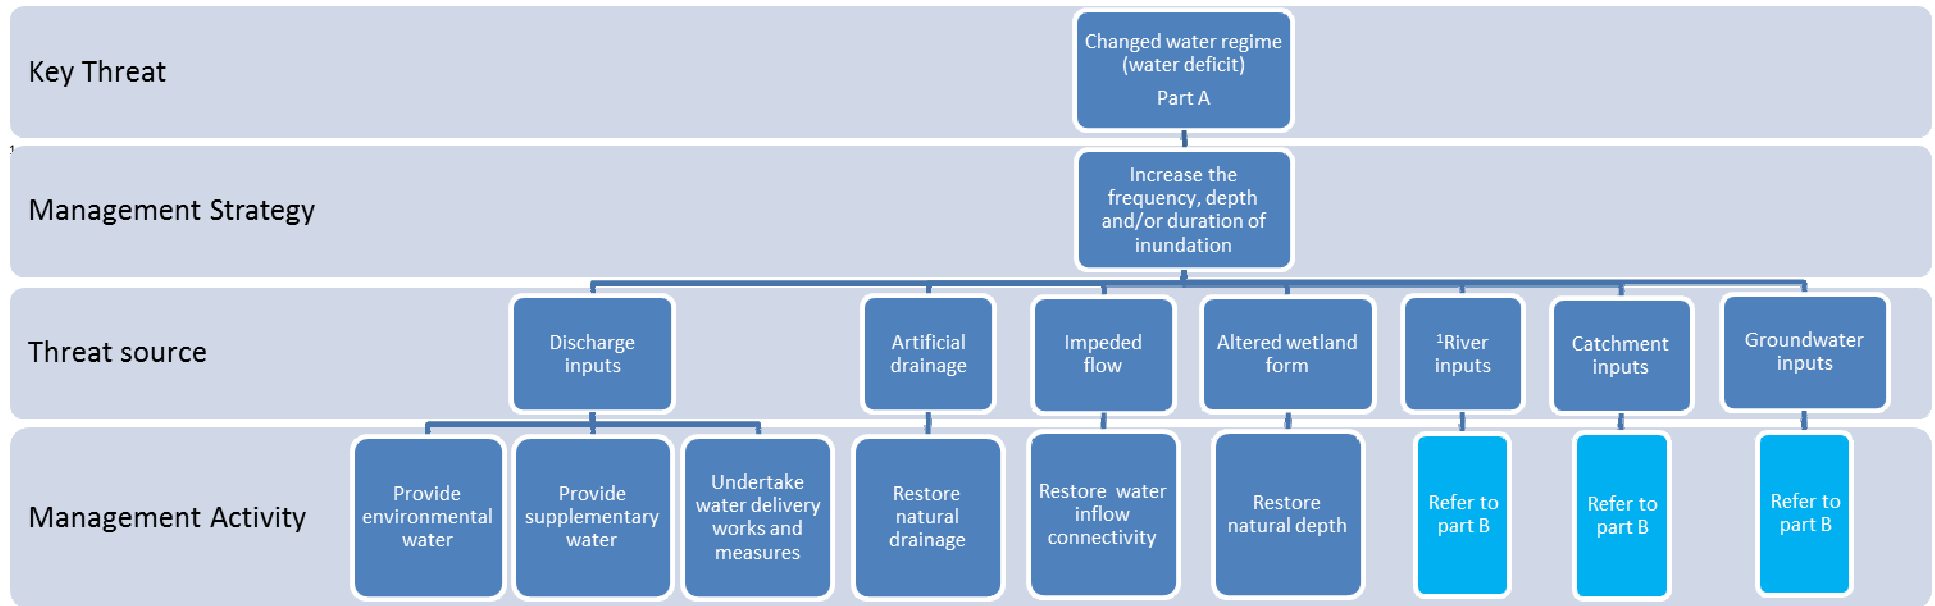 Key Threat
Changed water regime
(water deficit)
Part A
1
Management Strategy
Increase the
frequency, depth
and/or duration of
inundation
Threat source
Discharge
inputs
Artificial
drainage
Impeded
flow
Altered wetland
form
¹River
inputs
Catchment
inputs
Groundwater
inputs
Management Activity
Provide
environmental
water
Provide
supplementary
water
Undertake
water delivery
works and
measures
Restore
natural
drainage
Restore water
inflow
connectivity
Restore
natural depth
Refer to
part B
Refer to
part B
Refer to
part B